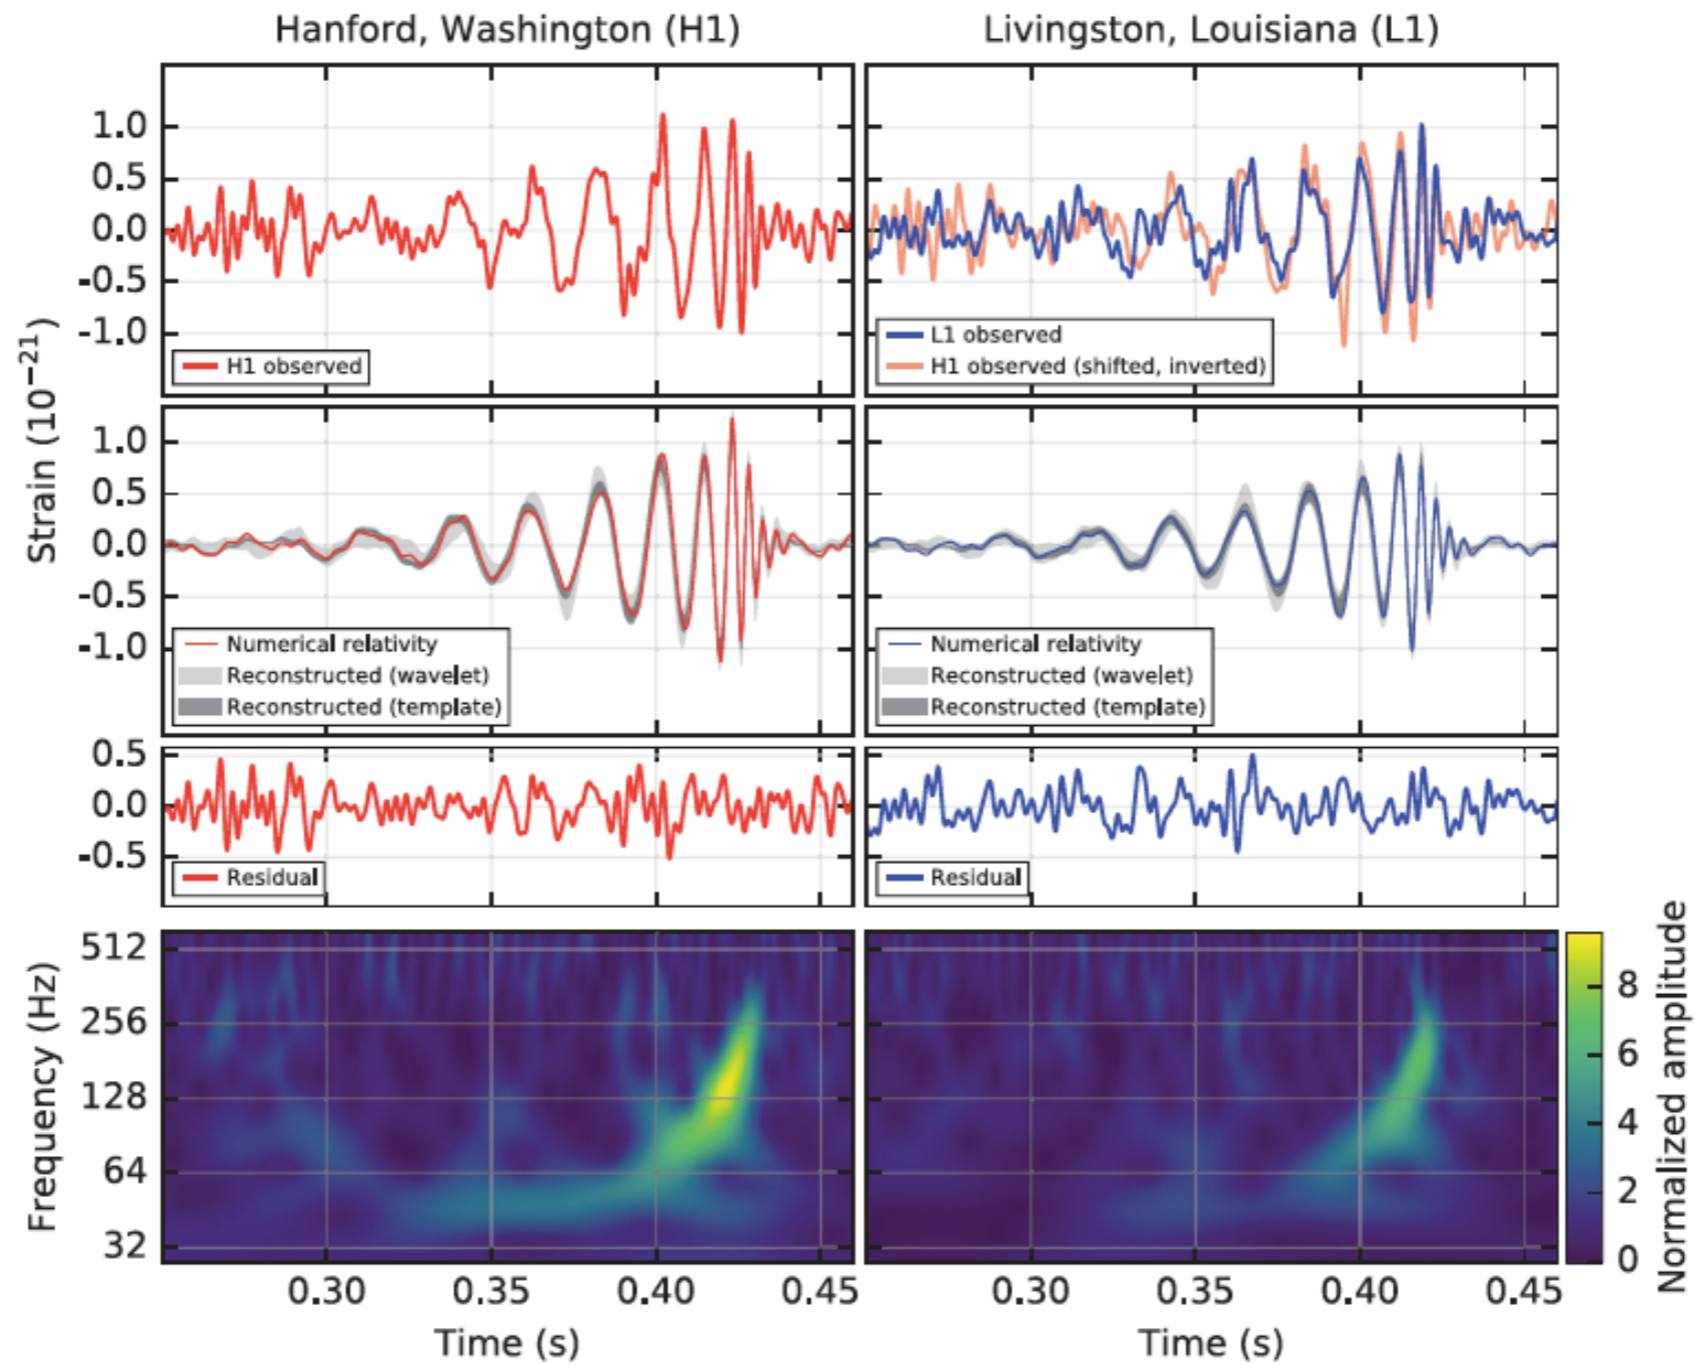 Hanford, Washington (H1)
Livingston, Louisiana (L1)
Strain (10⁻²¹)
1.0
0.5
0.0
-0.5
-1.0
H1 observed
L1 observed
H1 observed (shifted, inverted)
1.0
0.5
0.0
-0.5
-1.0
Numerical relativity
Reconstructed (wavelet)
Reconstructed (template)
Numerical relativity
Reconstructed (wavelet)
Reconstructed (template)
0.5
0.0
-0.5
Residual
Residual
Frequency (Hz)
512
256
128
64
32
Normalized amplitude
8
6
4
2
0
0.30 0.35 0.40 0.45
0.30 0.35 0.40 0.45
Time (s)
Time (s)